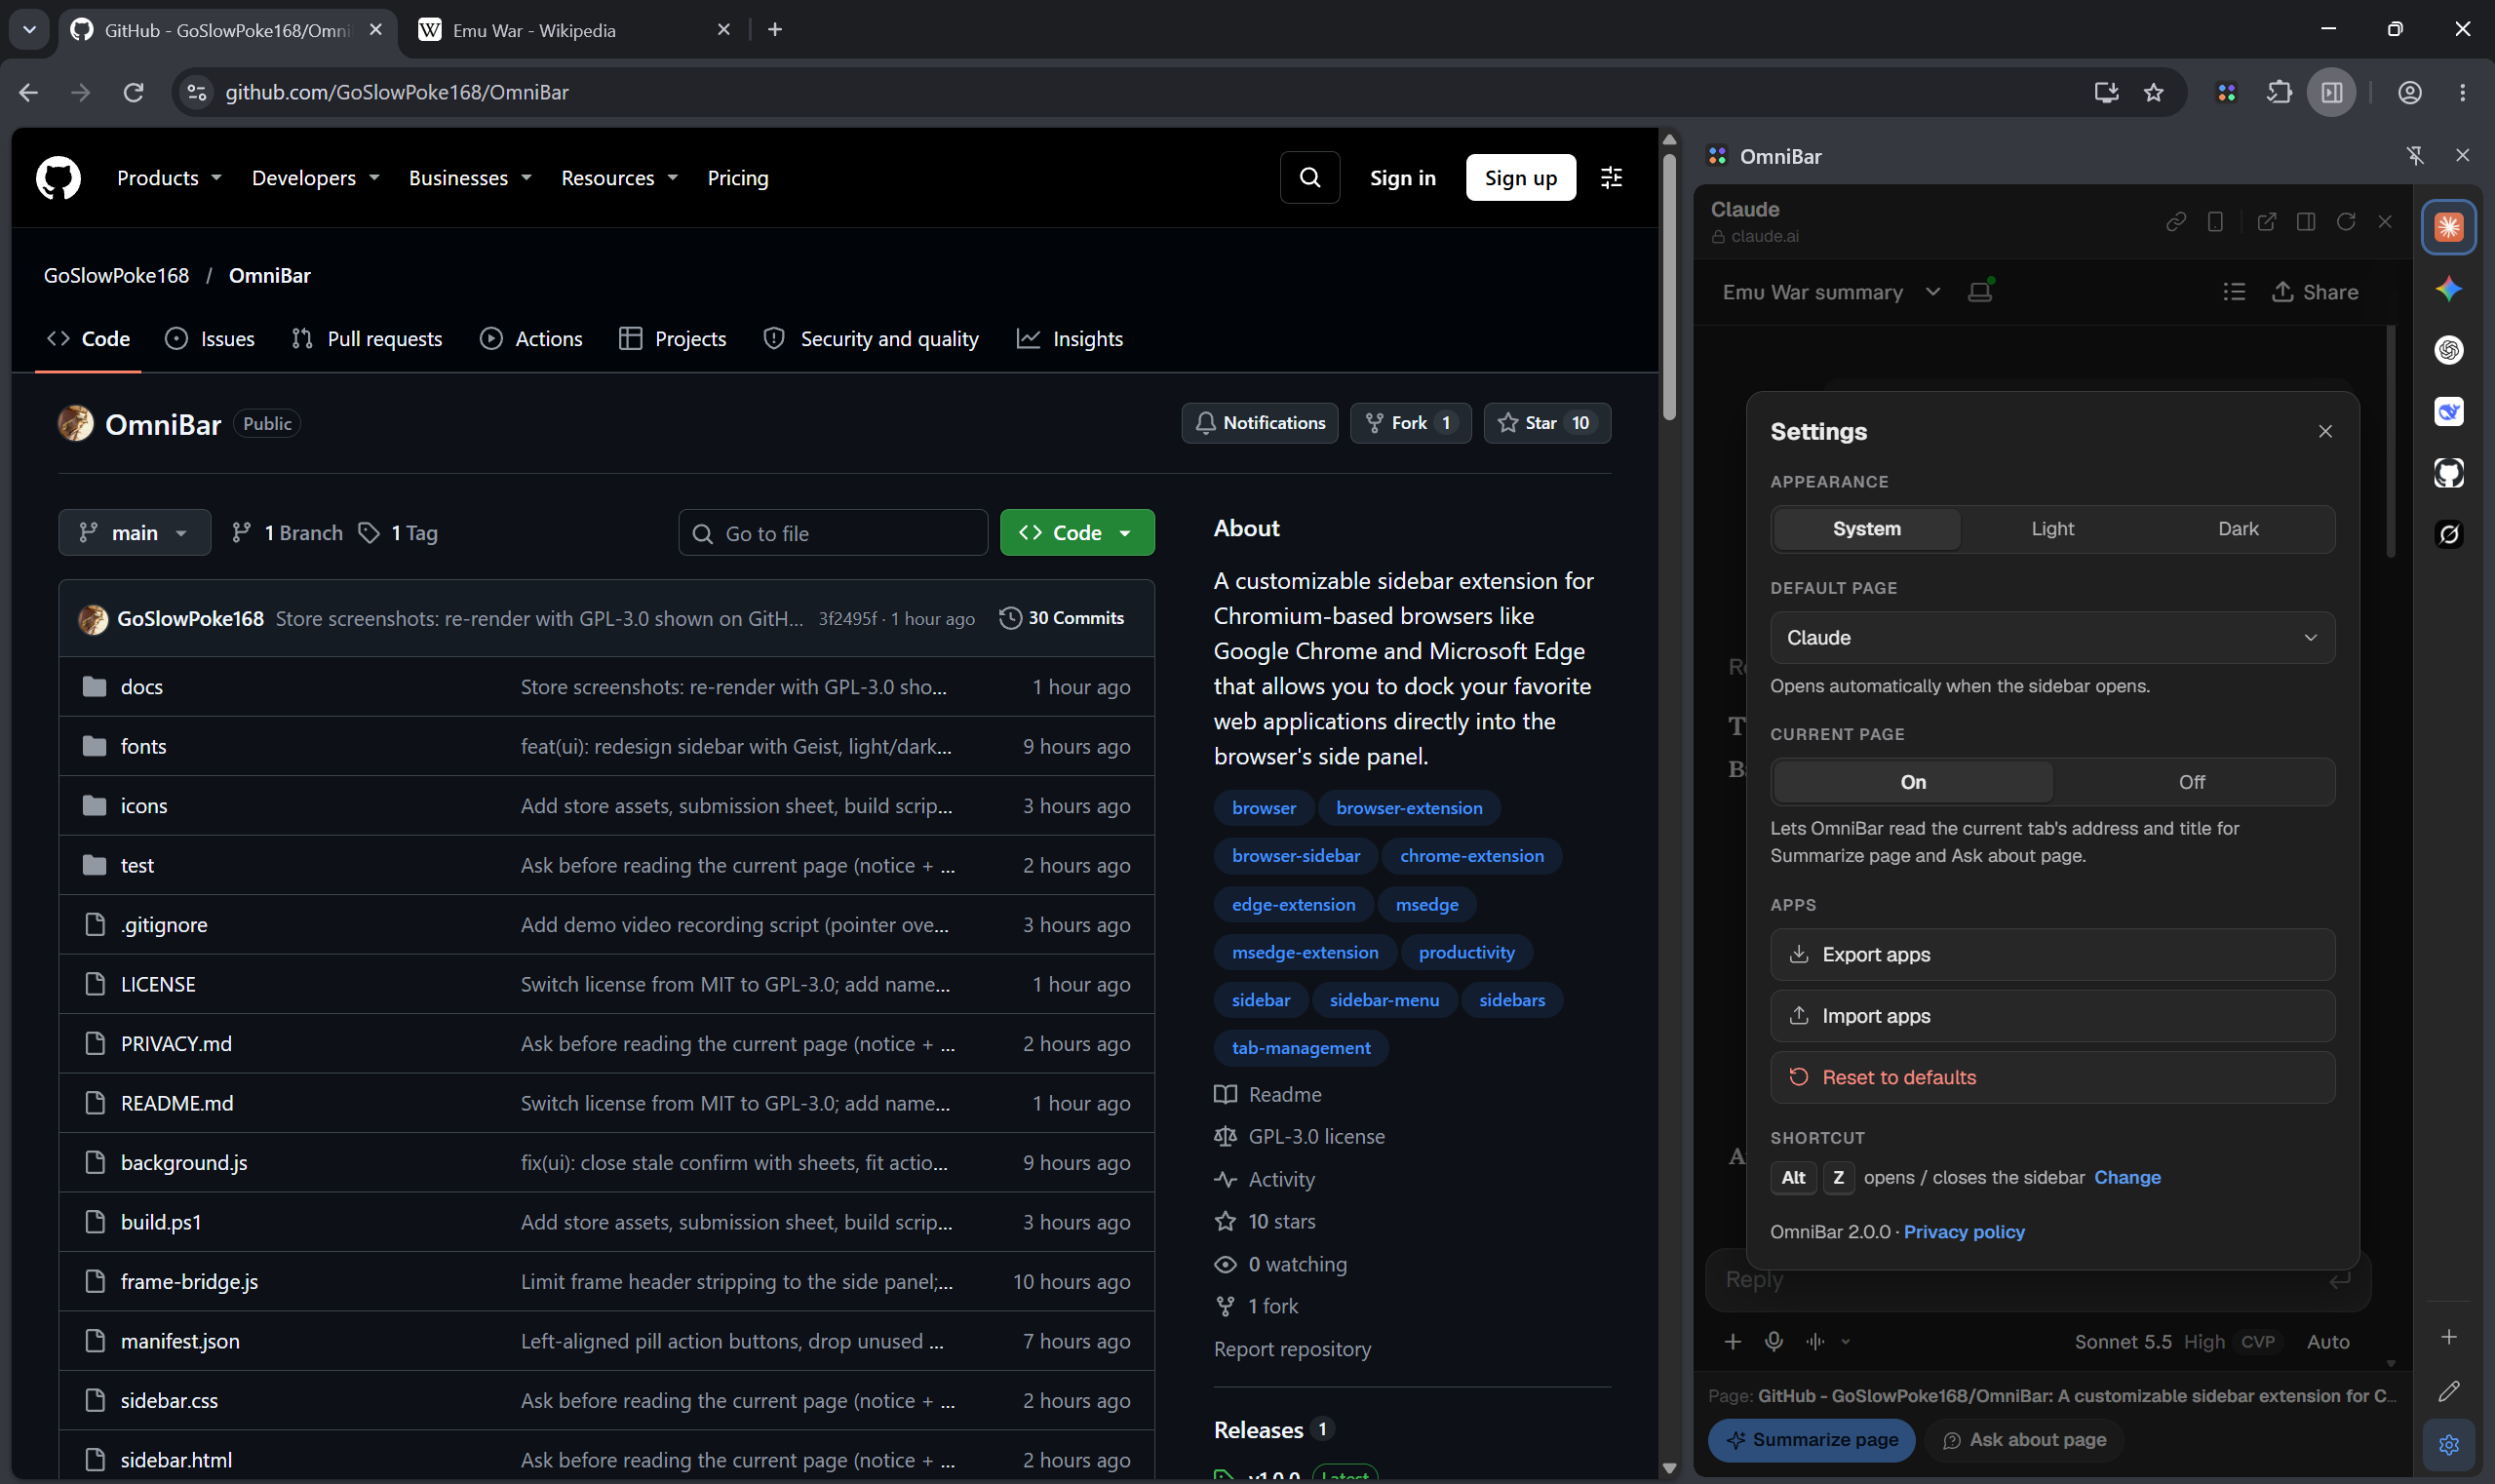 GitHub - GoSlowPoke168/Omni
Emu War - Wikipedia
github.com/GoSlowPoke168/OmniBar
Products
Developers
Businesses
Resources
Pricing
Sign in
Sign up
GoSlowPoke168 / OmniBar
Code
Issues
Pull requests
Actions
Projects
Security and quality
Insights
OmniBar
Public
Notifications
Fork 1
Star 10
main
1 Branch
1 Tag
Go to file
Code
GoSlowPoke168 Store screenshots: re-render with GPL-3.0 shown on GitH... 3f2495f · 1 hour ago 30 Commits
docs Store screenshots: re-render with GPL-3.0 sho... 1 hour ago
fonts feat(ui): redesign sidebar with Geist, light/dark... 9 hours ago
icons Add store assets, submission sheet, build scrip... 3 hours ago
test Ask before reading the current page (notice + ... 2 hours ago
.gitignore Add demo video recording script (pointer ove... 3 hours ago
LICENSE Switch license from MIT to GPL-3.0; add name... 1 hour ago
PRIVACY.md Ask before reading the current page (notice + ... 2 hours ago
README.md Switch license from MIT to GPL-3.0; add name... 1 hour ago
background.js fix(ui): close stale confirm with sheets, fit actio... 9 hours ago
build.ps1 Add store assets, submission sheet, build scrip... 3 hours ago
frame-bridge.js Limit frame header stripping to the side panel;... 10 hours ago
manifest.json Left-aligned pill action buttons, drop unused ... 7 hours ago
sidebar.css Ask before reading the current page (notice + ... 2 hours ago
sidebar.html Ask before reading the current page (notice + ... 2 hours ago
About
A customizable sidebar extension for
Chromium-based browsers like
Google Chrome and Microsoft Edge
that allows you to dock your favorite
web applications directly into the
browser's side panel.
browser browser-extension
browser-sidebar chrome-extension
edge-extension msedge
msedge-extension productivity
sidebar sidebar-menu sidebars
tab-management
Readme
GPL-3.0 license
Activity
10 stars
0 watching
1 fork
Report repository
Releases 1
v1.0.0 Latest
OmniBar
Claude
claude.ai
Emu War summary
Share
Settings
APPEARANCE
System Light Dark
DEFAULT PAGE
Claude
Opens automatically when the sidebar opens.
CURRENT PAGE
On Off
Lets OmniBar read the current tab's address and title for
Summarize page and Ask about page.
APPS
Export apps
Import apps
Reset to defaults
SHORTCUT
Alt Z opens / closes the sidebar Change
OmniBar 2.0.0 · Privacy policy
Reply
Sonnet 5.5 High CVP Auto
Page: GitHub - GoSlowPoke168/OmniBar: A customizable sidebar extension for C...
Summarize page
Ask about page